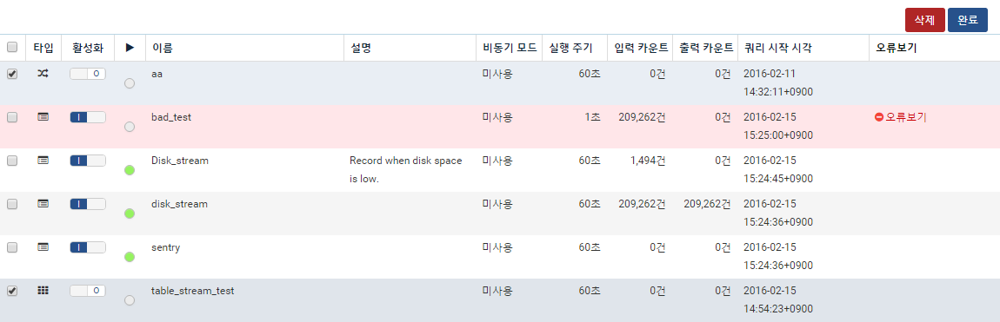 삭제 완료
타입 활성화 이름 설명 비동기 모드 실행 주기 입력 카운트 출력 카운트 쿼리 시작 시각 오류보기
aa 미사용 60초 0건 0건 2016-02-11
14:32:11+0900
bad_test 미사용 1초 209,262건 0건 2016-02-15 오류보기
15:25:00+0900
Disk_stream Record when disk space 미사용 60초 1,494건 0건 2016-02-15
is low. 15:24:45+0900
disk_stream 미사용 60초 209,262건 209,262건 2016-02-15
15:24:36+0900
sentry 미사용 60초 0건 0건 2016-02-15
15:24:36+0900
table_stream_test 미사용 60초 0건 0건 2016-02-15
14:54:23+0900